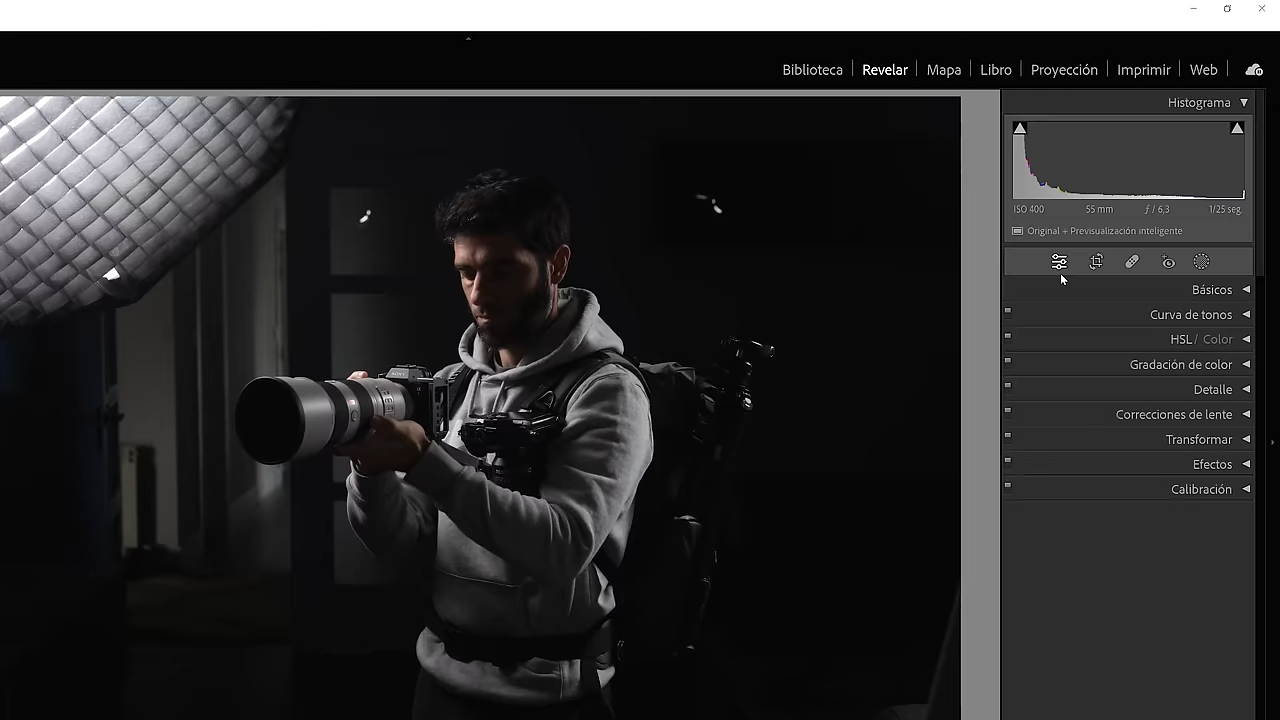 Biblioteca | Revelar | Mapa | Libro | Proyección | Imprimir | Web |
Histograma
ISO 400 55 mm ƒ / 6,3 1/25 seg.
Original + Previsualización inteligente
Básicos
Curva de tonos
HSL / Color
Gradación de color
Detalle
Correcciones de lente
Transformar
Efectos
Calibración
SONY